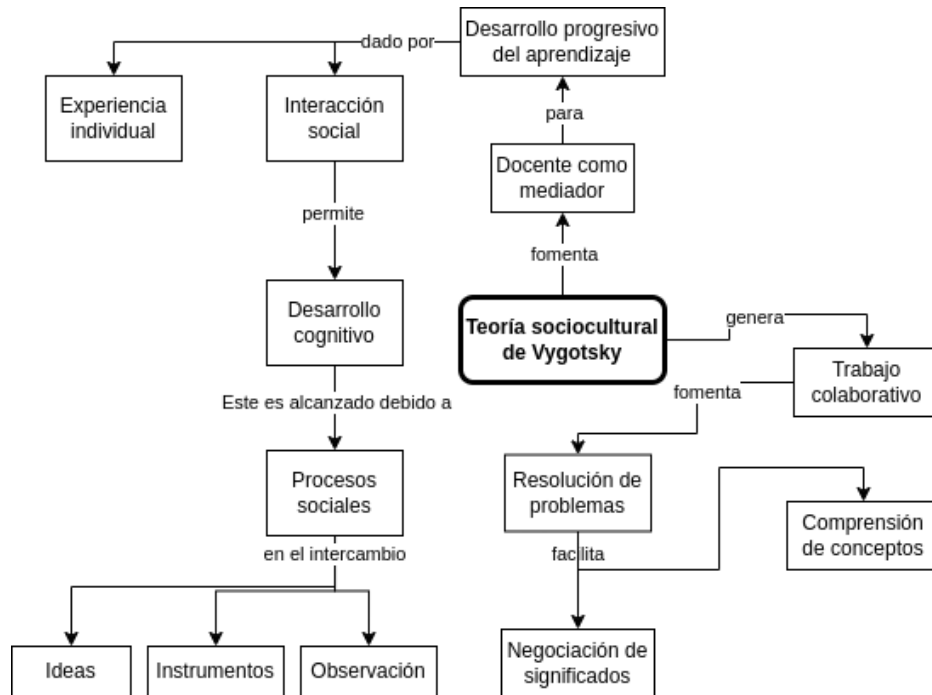 Desarrollo progresivo
del aprendizaje
dado por
Experiencia
individual
Interacción
social
para
Docente como
mediador
permite
fomenta
Desarrollo
cognitivo
Teoría sociocultural
de Vygotsky
genera
Trabajo
colaborativo
fomenta
Este es alcanzado debido a
Procesos
sociales
Resolución de
problemas
Comprensión
de conceptos
en el intercambio
facilita
Ideas
Instrumentos
Observación
Negociación de
significados